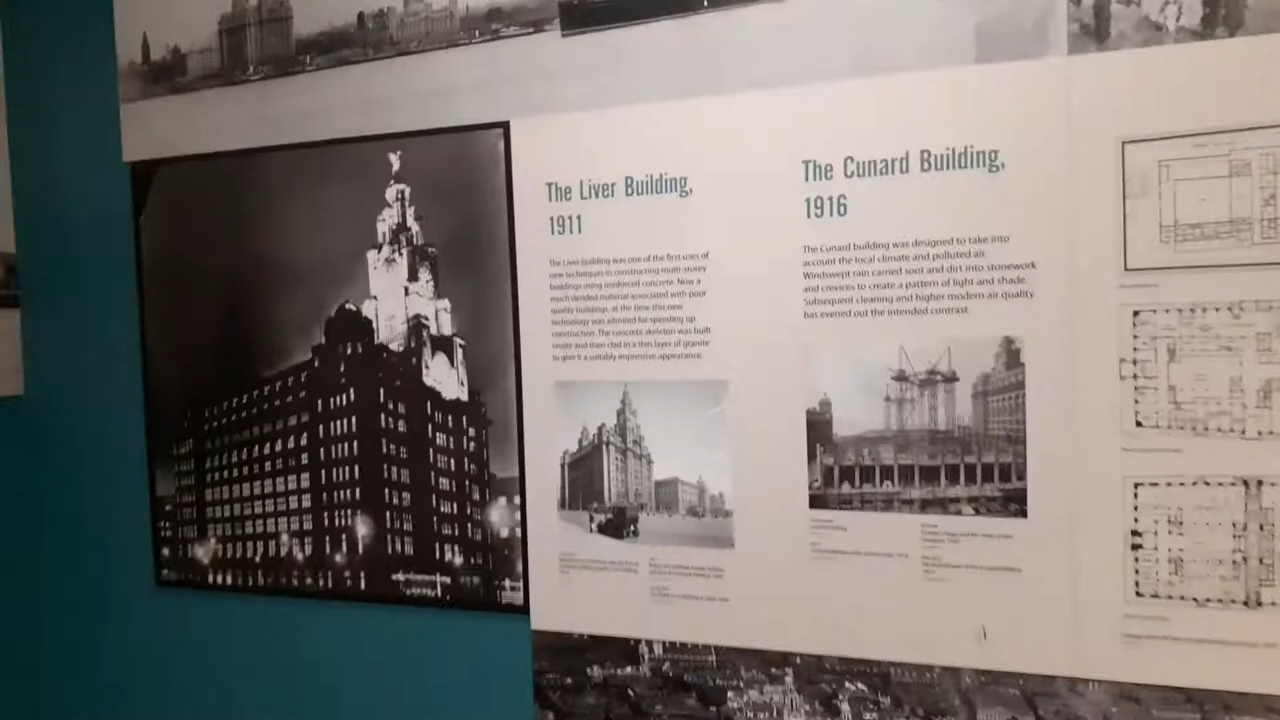 The Liver Building,
1911
The Liver Building was one of the first uses of
new techniques in constructing multi-storey
buildings using reinforced concrete. Now a
much derided material associated with poor
quality buildings, at the time this new
technology was admired for speeding up
construction. The concrete skeleton was built
onsite and then clad in a thin layer of granite
to give it a suitably impressive appearance.
The Cunard Building,
1916
The Cunard building was designed to take into
account the local climate and polluted air.
Windswept rain carried soot and dirt into stonework
and crevices to create a pattern of light and shade.
Subsequent cleaning and higher modern air quality
has evened out the intended contrast.